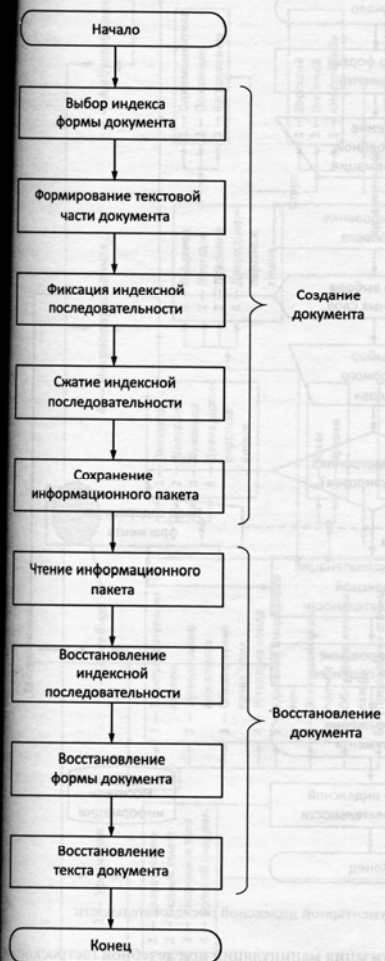 Начало
Выбор индекса
формы документа
Формирование текстовой
части документа
Фиксация индексной
последовательности
Создание
документа
Сжатие индексной
последовательности
Сохранение
информационного пакета
Чтение информационного
пакета
Восстановление
индексной
последовательности
Восстановление
документа
Восстановление
формы документа
Восстановление
текста документа
Конец